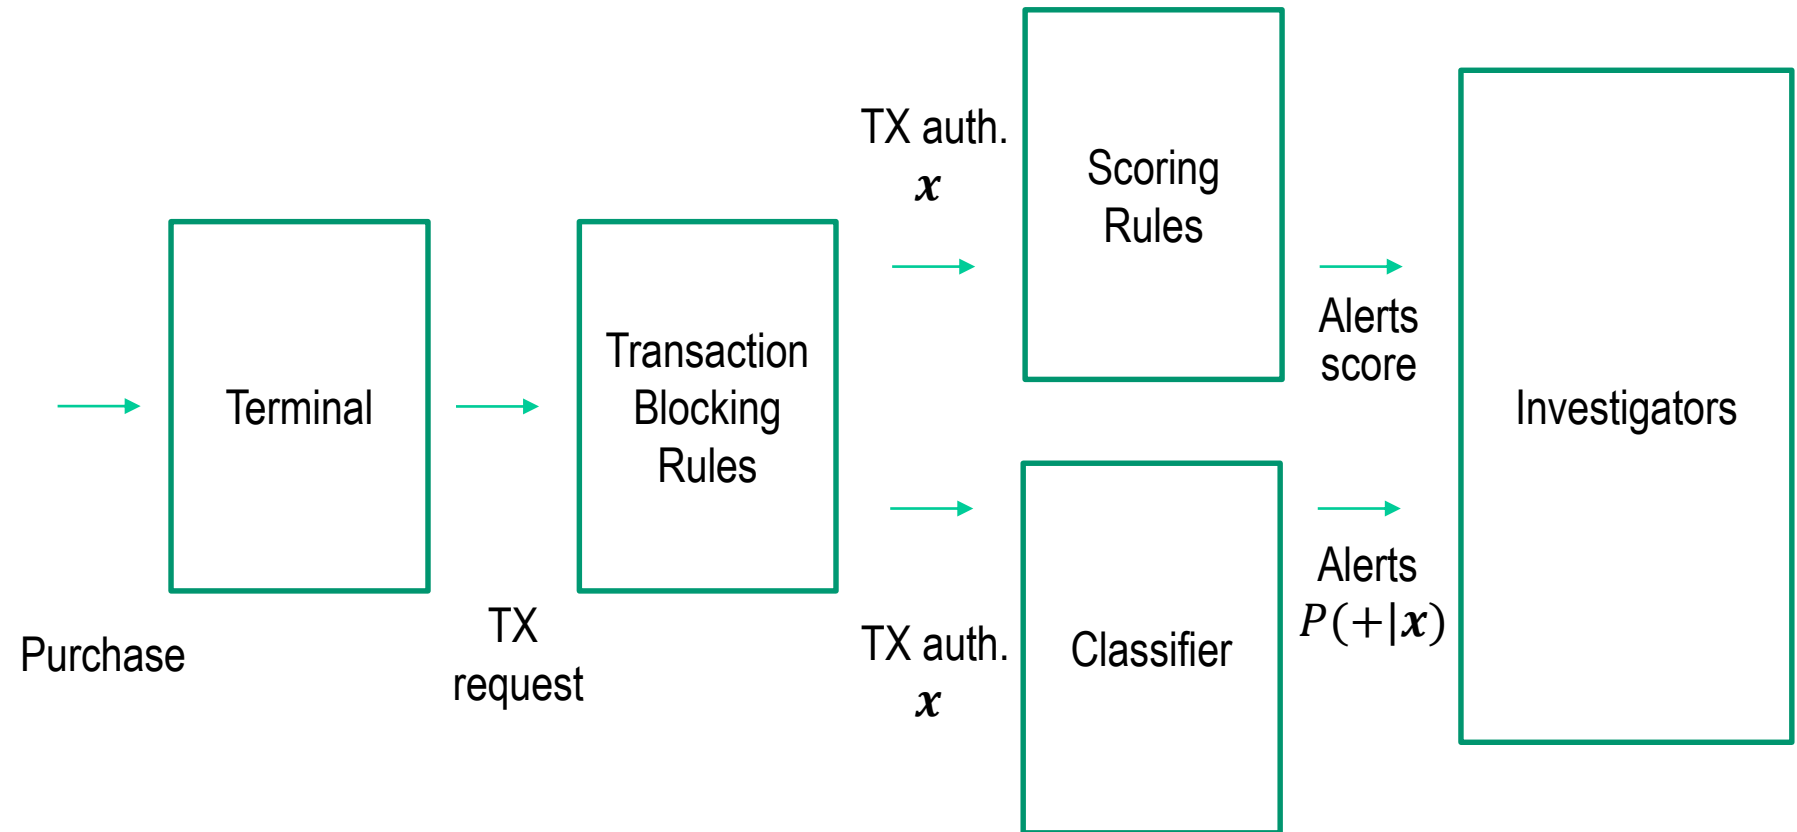 Purchase
Terminal
TX
request
Transaction
Blocking
Rules
TX auth.
x
Scoring
Rules
Alerts
score
TX auth.
x
Classifier
Alerts
P(+|x)
Investigators